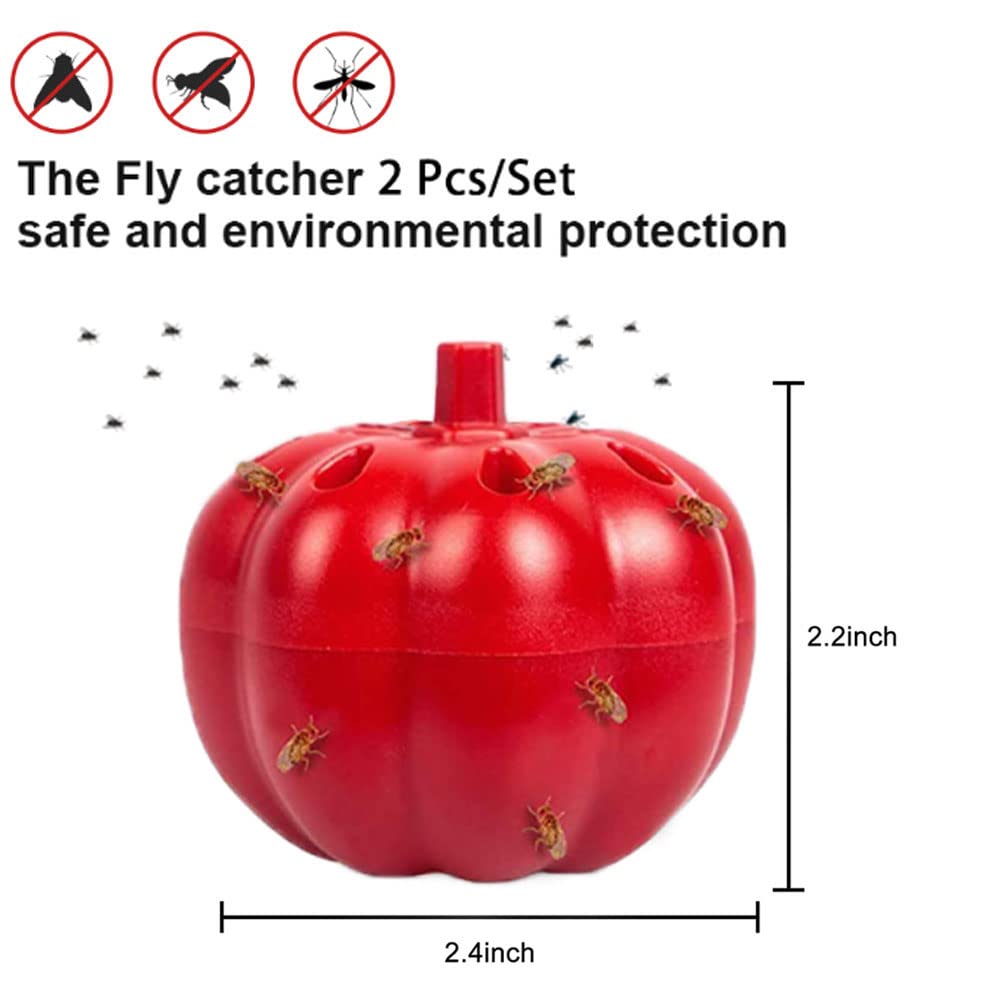 The Fly catcher 2 Pcs/Set
safe and environmental protection
2.2inch
2.4inch